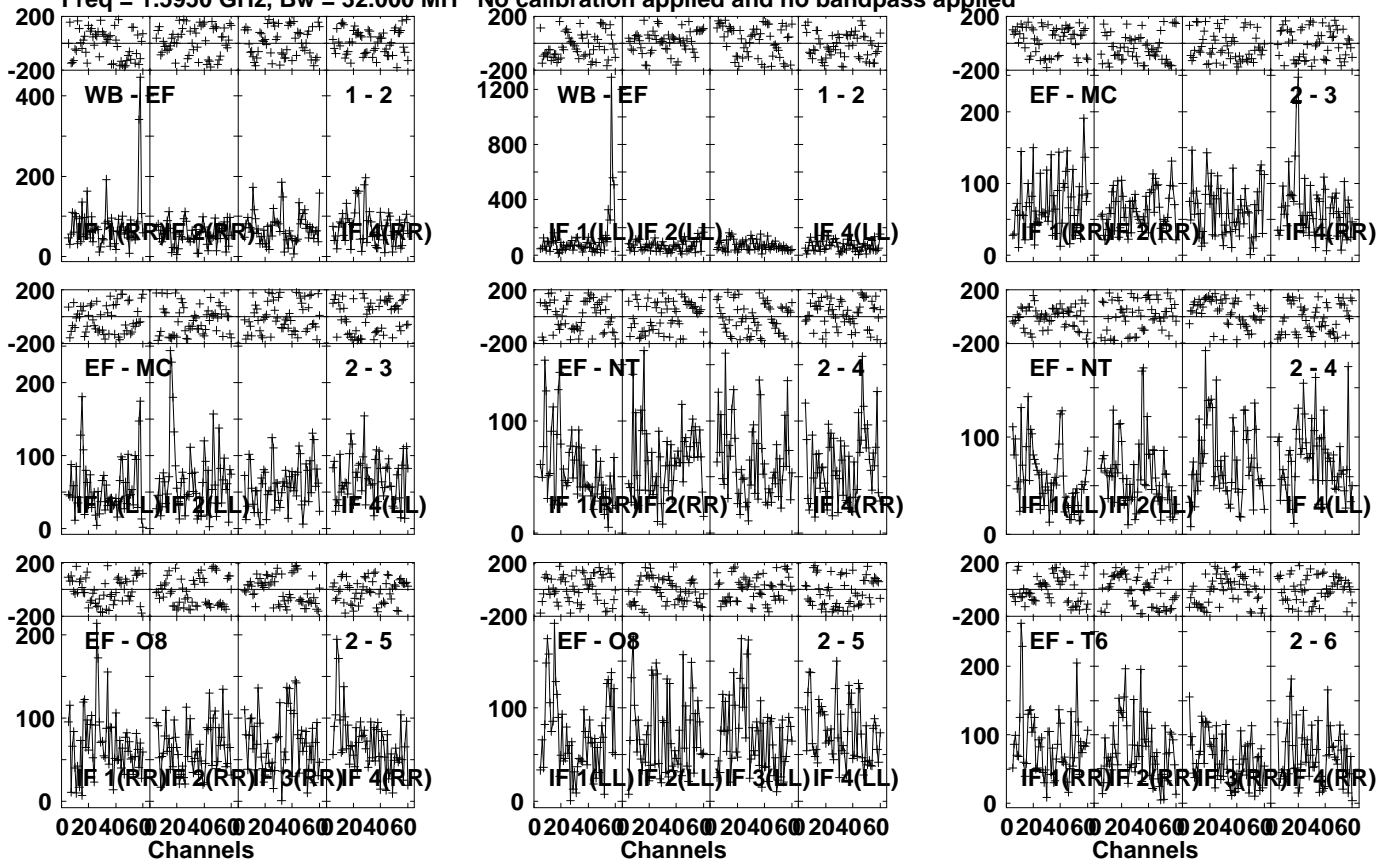 Freq = 1.5950 GHz, Bw = 32.000 MH No calibration applied and no bandpass applied
200
-200
WB - EF 1 - 2
400
200
0
IF 1(RR) IF 2(RR) IF 4(RR)
200
-200
WB - EF 1 - 2
1200
800
400
0
IF 1(LL) IF 2(LL) IF 4(LL)
200
-200
EF - MC 2 - 3
200
100
0
IF 1(RR) IF 2(RR) IF 4(RR)
200
-200
EF - MC 2 - 3
200
100
0
IF 1(LL) IF 2(LL) IF 4(LL)
200
-200
EF - NT 2 - 4
100
0
IF 1(RR) IF 2(RR) IF 4(RR)
200
-200
EF - NT 2 - 4
100
0
IF 1(LL) IF 2(LL) IF 4(LL)
200
-200
EF - O8 2 - 5
200
100
0
IF 1(RR) IF 2(RR) IF 3(RR) IF 4(RR)
0 20 40 60 0 20 40 60 0 20 40 60 0 20 40 60
Channels
200
-200
EF - O8 2 - 5
100
0
IF 1(LL) IF 2(LL) IF 3(LL) IF 4(LL)
0 20 40 60 0 20 40 60 0 20 40 60 0 20 40 60
Channels
200
-200
EF - T6 2 - 6
200
100
0
IF 1(RR) IF 2(RR) IF 3(RR) IF 4(RR)
0 20 40 60 0 20 40 60 0 20 40 60 0 20 40 60
Channels